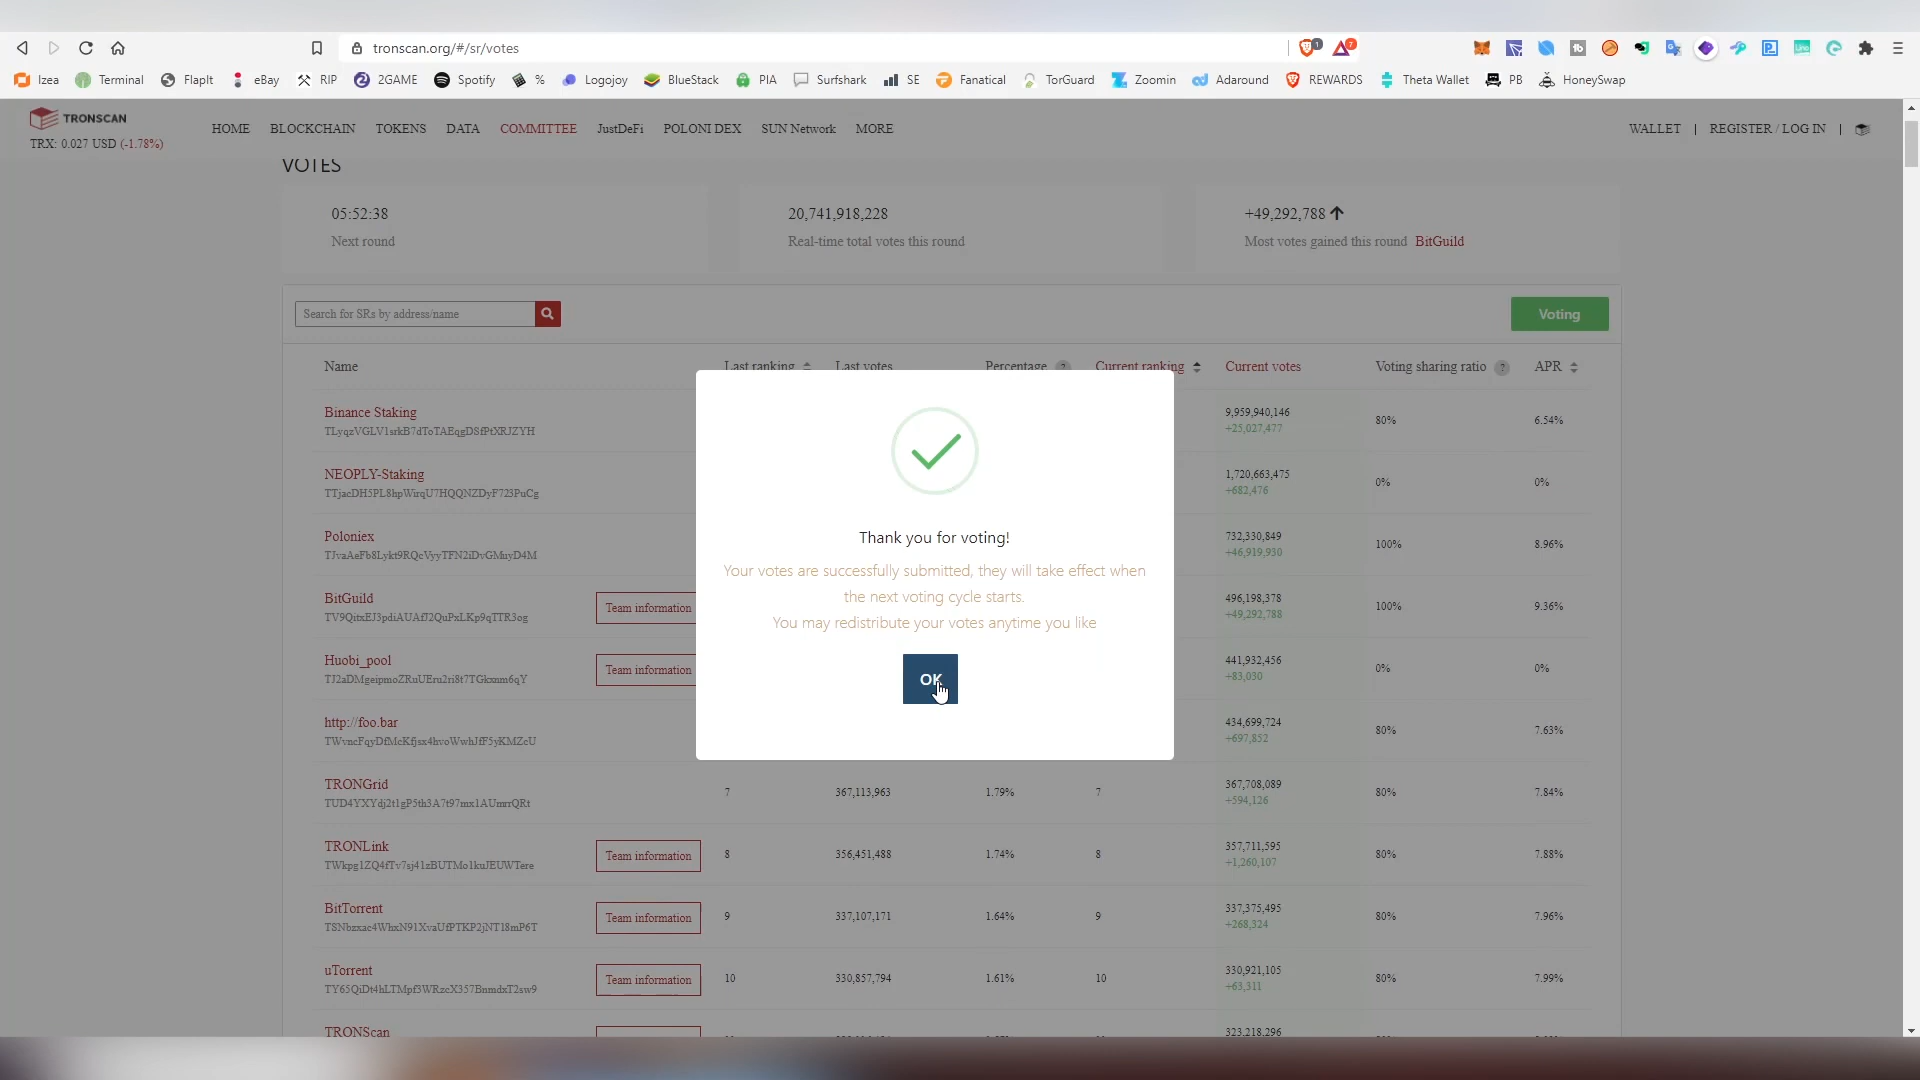 tronscan.org/#/sr/votes
1
7
Izea
Terminal
FlapIt
eBay
RIP
2GAME
Spotify
%
Logojoy
BlueStack
PIA
Surfshark
SE
Fanatical
TorGuard
Zoomin
Adaround
REWARDS
Theta Wallet
PB
HoneySwap
TRONSCAN
TRX: 0.027 USD (-1.78%)
HOME
BLOCKCHAIN
TOKENS
DATA
COMMITTEE
JustDeFi
POLONI DEX
SUN Network
MORE
WALLET | REGISTER / LOG IN |
VOTES
05:52:38
Next round
20,741,918,228
Real-time total votes this round
+49,292,788
Most votes gained this round BitGuild
Search for SRs by address/name
Voting
Name
Last ranking
Last votes
Percentage ?
Current ranking
Current votes
Voting sharing ratio ?
APR
Binance Staking
9,959,940,146
+25,027,477
80%
6.54%
NEOPLY-Staking
1,720,663,475
+682,476
0%
0%
Poloniex
732,330,849
+46,919,930
100%
8.96%
BitGuild
Team information
496,198,378
+49,292,788
100%
9.36%
Huobi_pool
Team information
441,932,456
+83,030
0%
0%
http://foo.bar
434,699,724
+697,852
80%
7.63%
TRONGrid
7
367,113,963
1.79%
7
367,708,089
+594,126
80%
7.84%
TRONLink
Team information
8
356,451,488
1.74%
8
357,711,595
+1,260,107
80%
7.88%
BitTorrent
Team information
9
337,107,171
1.64%
9
337,375,495
+268,324
80%
7.96%
uTorrent
Team information
10
330,857,794
1.61%
10
330,921,105
+63,311
80%
7.99%
TRONScan
323,218,296
Thank you for voting!
Your votes are successfully submitted, they will take effect when
the next voting cycle starts.
You may redistribute your votes anytime you like
OK